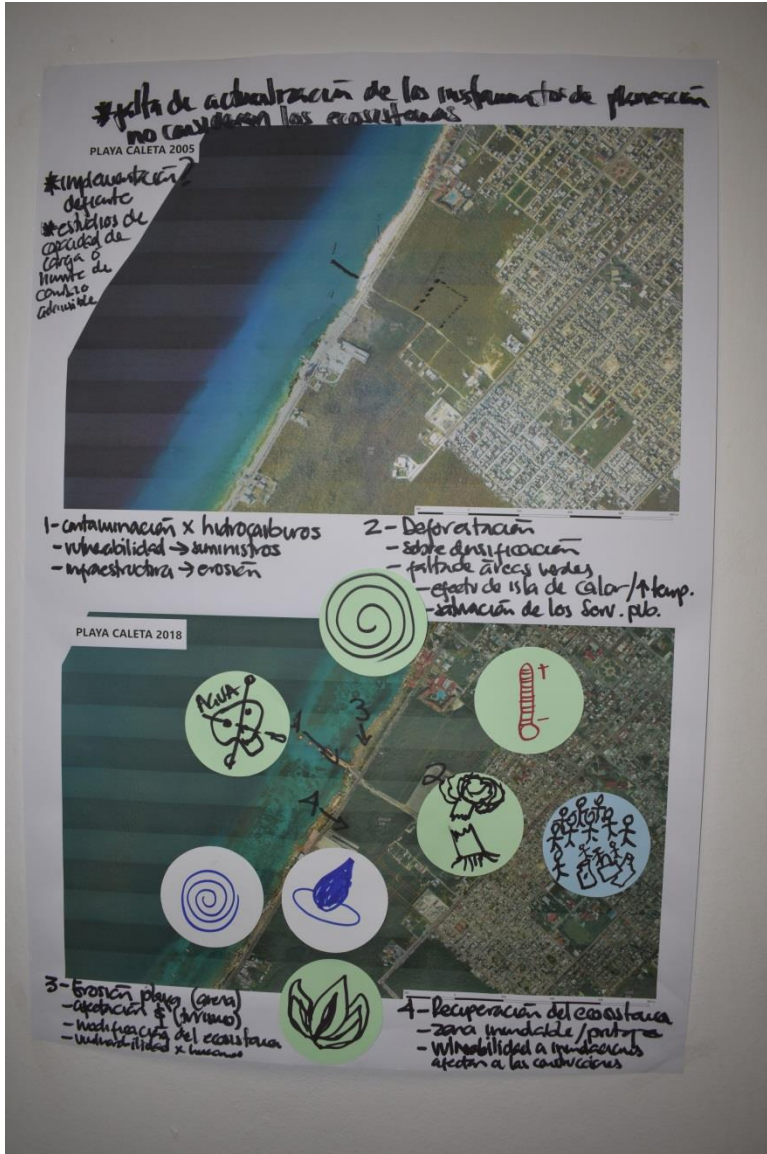 *falta de actualización de los instrumentos de planeación
no consideran los ecosistemas
PLAYA CALETA 2005
*implementación?
*estudios de
capacidad de
carga o
límite de
cambio
1- contaminación x hidrocarburos
- vulnerabilidad → suministros
- infraestructura → erosión
2- Deforestación
- sobre densificación
- falta de áreas verdes
- efecto de isla de calor/↑temp.
- saturación de los Serv. pub.
PLAYA CALETA 2018
AGUA
+
-
1
3
2
4
3- Erosión playa (arena)
- afectación $ (turismo)
- modificación del ecosistema
- vulnerabilidad x
4- Recuperación del ecosistema
- zona inundable/
- vulnerabilidad a inundaciones
afectan a las construcciones